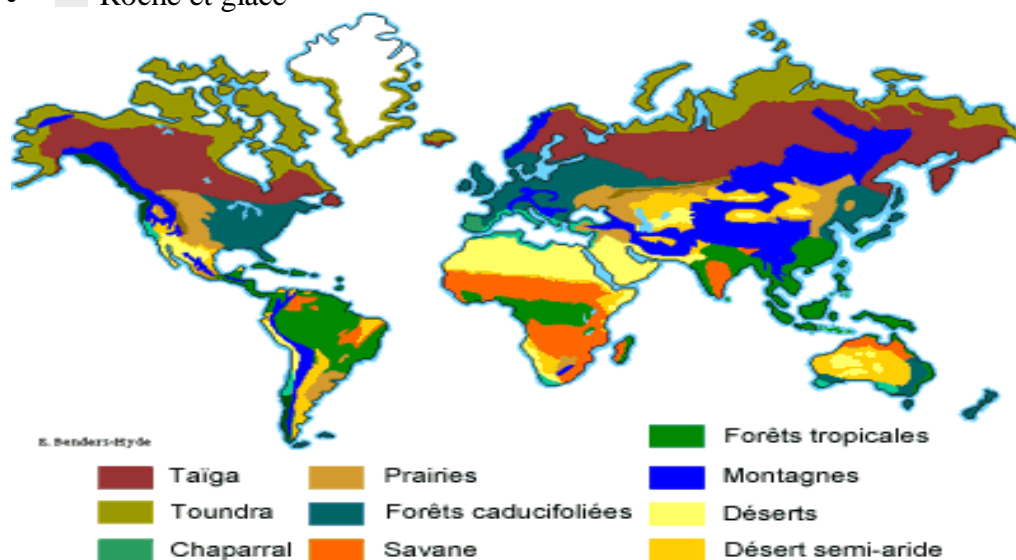 Roche et glace
E. Benders-Hyde
Forêts tropicales
Taïga Prairies Montagnes
Toundra Forêts caducifoliées Déserts
Chaparral Savane Désert semi-aride